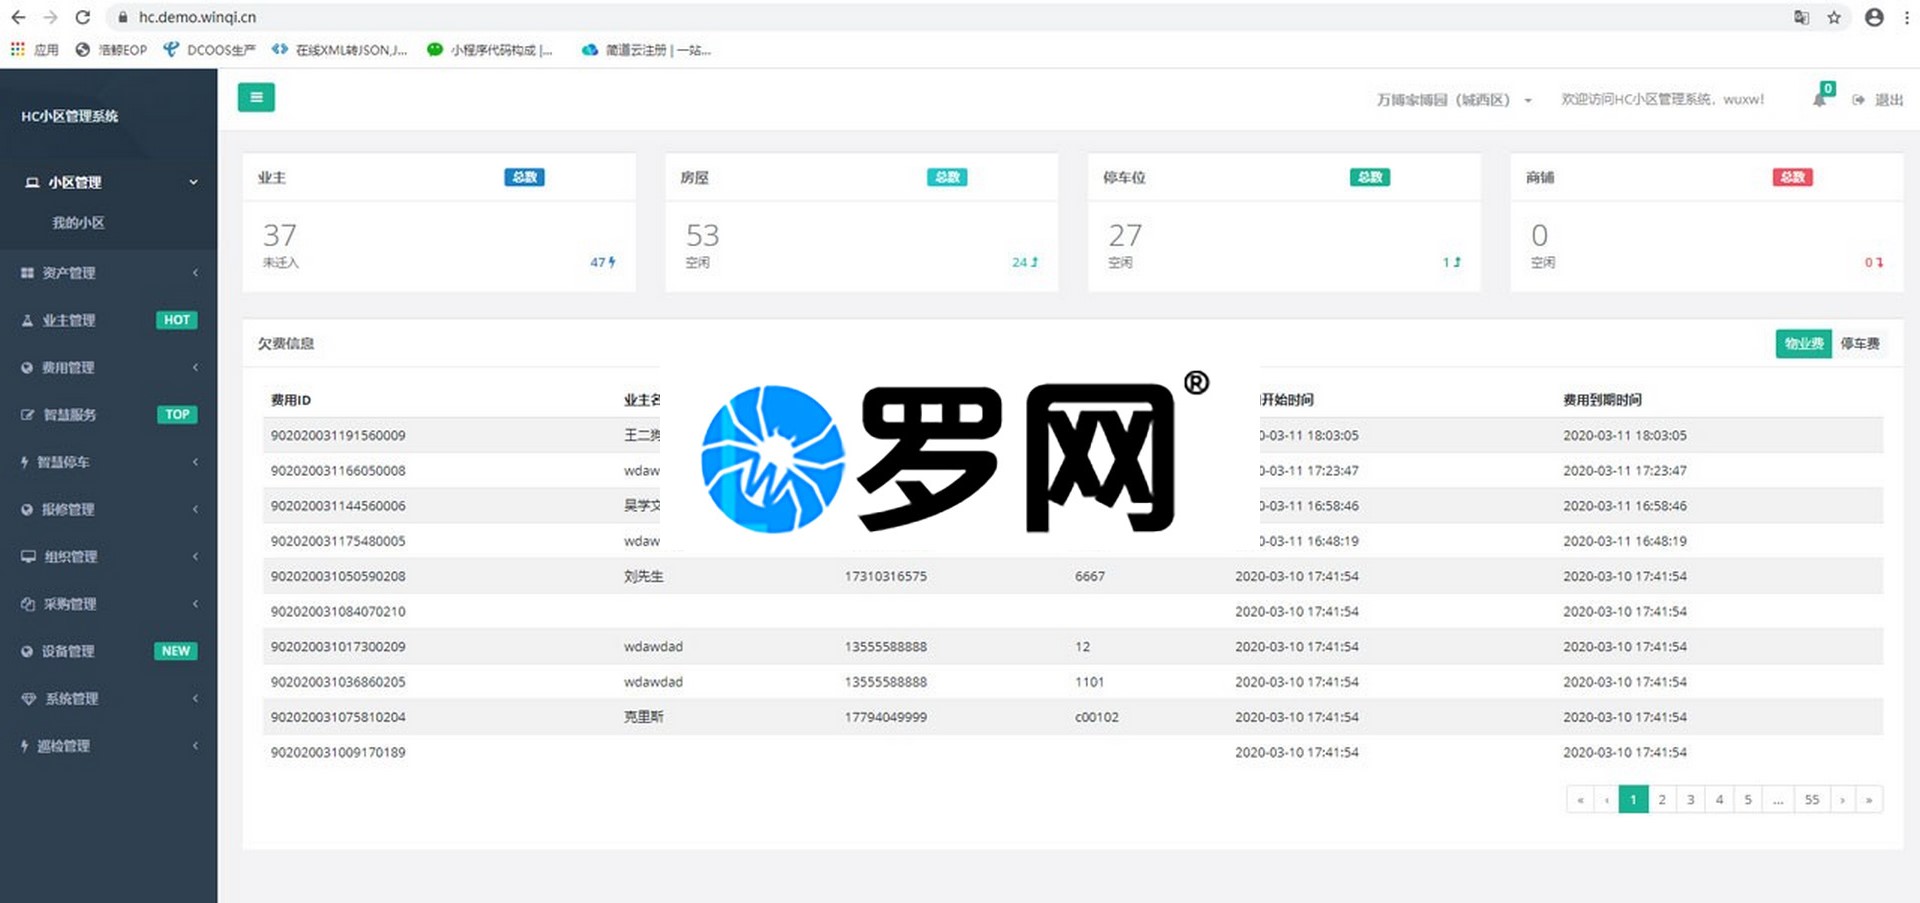 hc.demo.winqi.cn
应用 浩鲸EOP DCOOS生产 在线XML转JSON,J... 小程序代码构成 |... 简道云注册 | 一站...
HC小区管理系统
万博家博园（城西区） 欢迎访问HC小区管理系统，wuxw! 0 退出
小区管理
我的小区
资产管理
业主管理 HOT
费用管理
智慧服务 TOP
智慧停车
报修管理
组织管理
采购管理
设备管理 NEW
系统管理
巡检管理
业主 总数
37
未迁入 47
房屋 总数
53
空闲 24
停车位 总数
27
空闲 1
商铺 总数
0
空闲 0
欠费信息 物业费 停车费
罗网®
费用ID 业主名 开始时间 费用到期时间
902020031191560009 王二狗 0-03-11 18:03:05 2020-03-11 18:03:05
902020031166050008 wdaw 0-03-11 17:23:47 2020-03-11 17:23:47
902020031144560006 吴学文 0-03-11 16:58:46 2020-03-11 16:58:46
902020031175480005 wdaw 0-03-11 16:48:19 2020-03-11 16:48:19
902020031050590208 刘先生 17310316575 6667 2020-03-10 17:41:54 2020-03-10 17:41:54
902020031084070210 2020-03-10 17:41:54 2020-03-10 17:41:54
902020031017300209 wdawdad 13555588888 12 2020-03-10 17:41:54 2020-03-10 17:41:54
902020031036860205 wdawdad 13555588888 1101 2020-03-10 17:41:54 2020-03-10 17:41:54
902020031075810204 克里斯 17794049999 c00102 2020-03-10 17:41:54 2020-03-10 17:41:54
902020031009170189 2020-03-10 17:41:54 2020-03-10 17:41:54
« ‹ 1 2 3 4 5 ... 55 › »